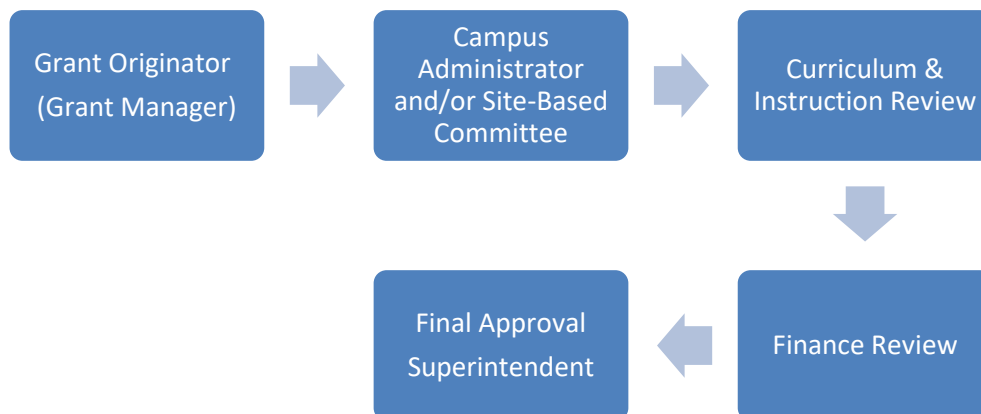 Grant Originator
(Grant Manager)
Campus
Administrator
and/or Site-Based
Committee
Curriculum &
Instruction Review
Finance Review
Final Approval
Superintendent